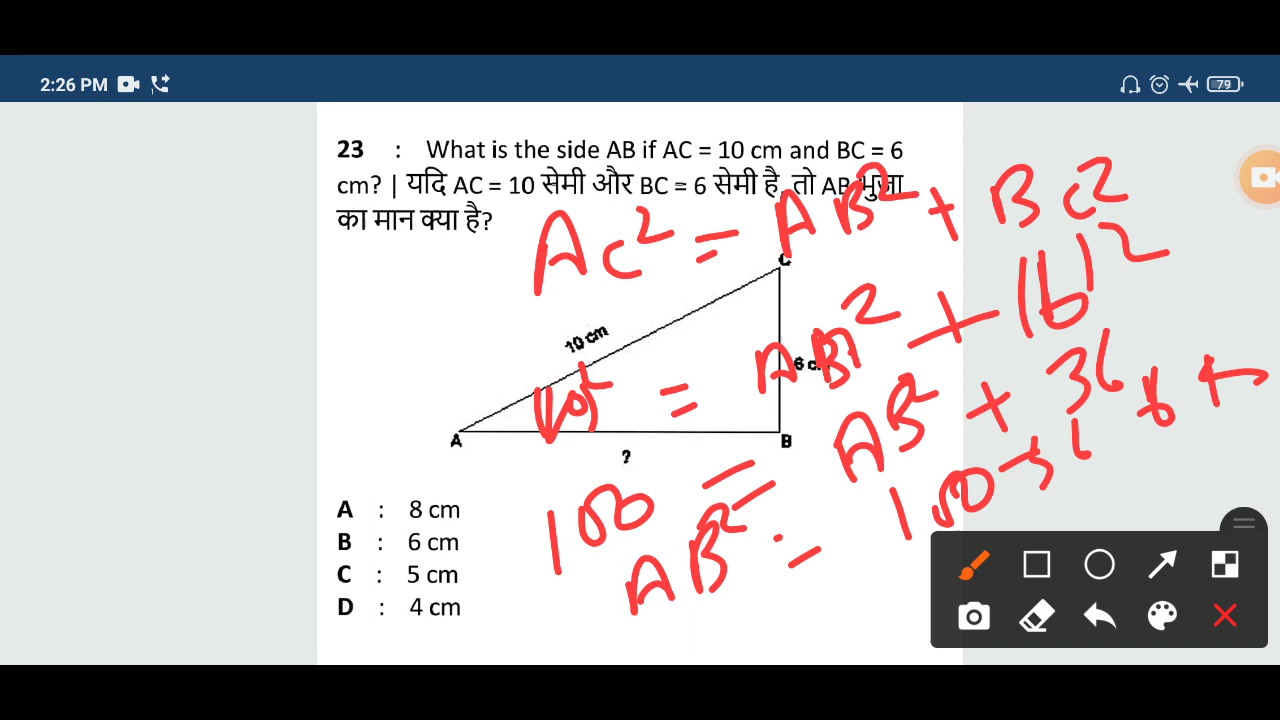 2:26 PM
79
23 : What is the side AB if AC = 10 cm and BC = 6
cm? | यदि AC = 10 सेमी और BC = 6 सेमी है, तो AB भुजा
का मान क्या है?
AC² = AB² + BC²
C
10 cm
10² = AB² + (6)²
6 cm
A
B
?
100 = AB² + 36
AB² = 100-36
A : 8 cm
B : 6 cm
C : 5 cm
D : 4 cm